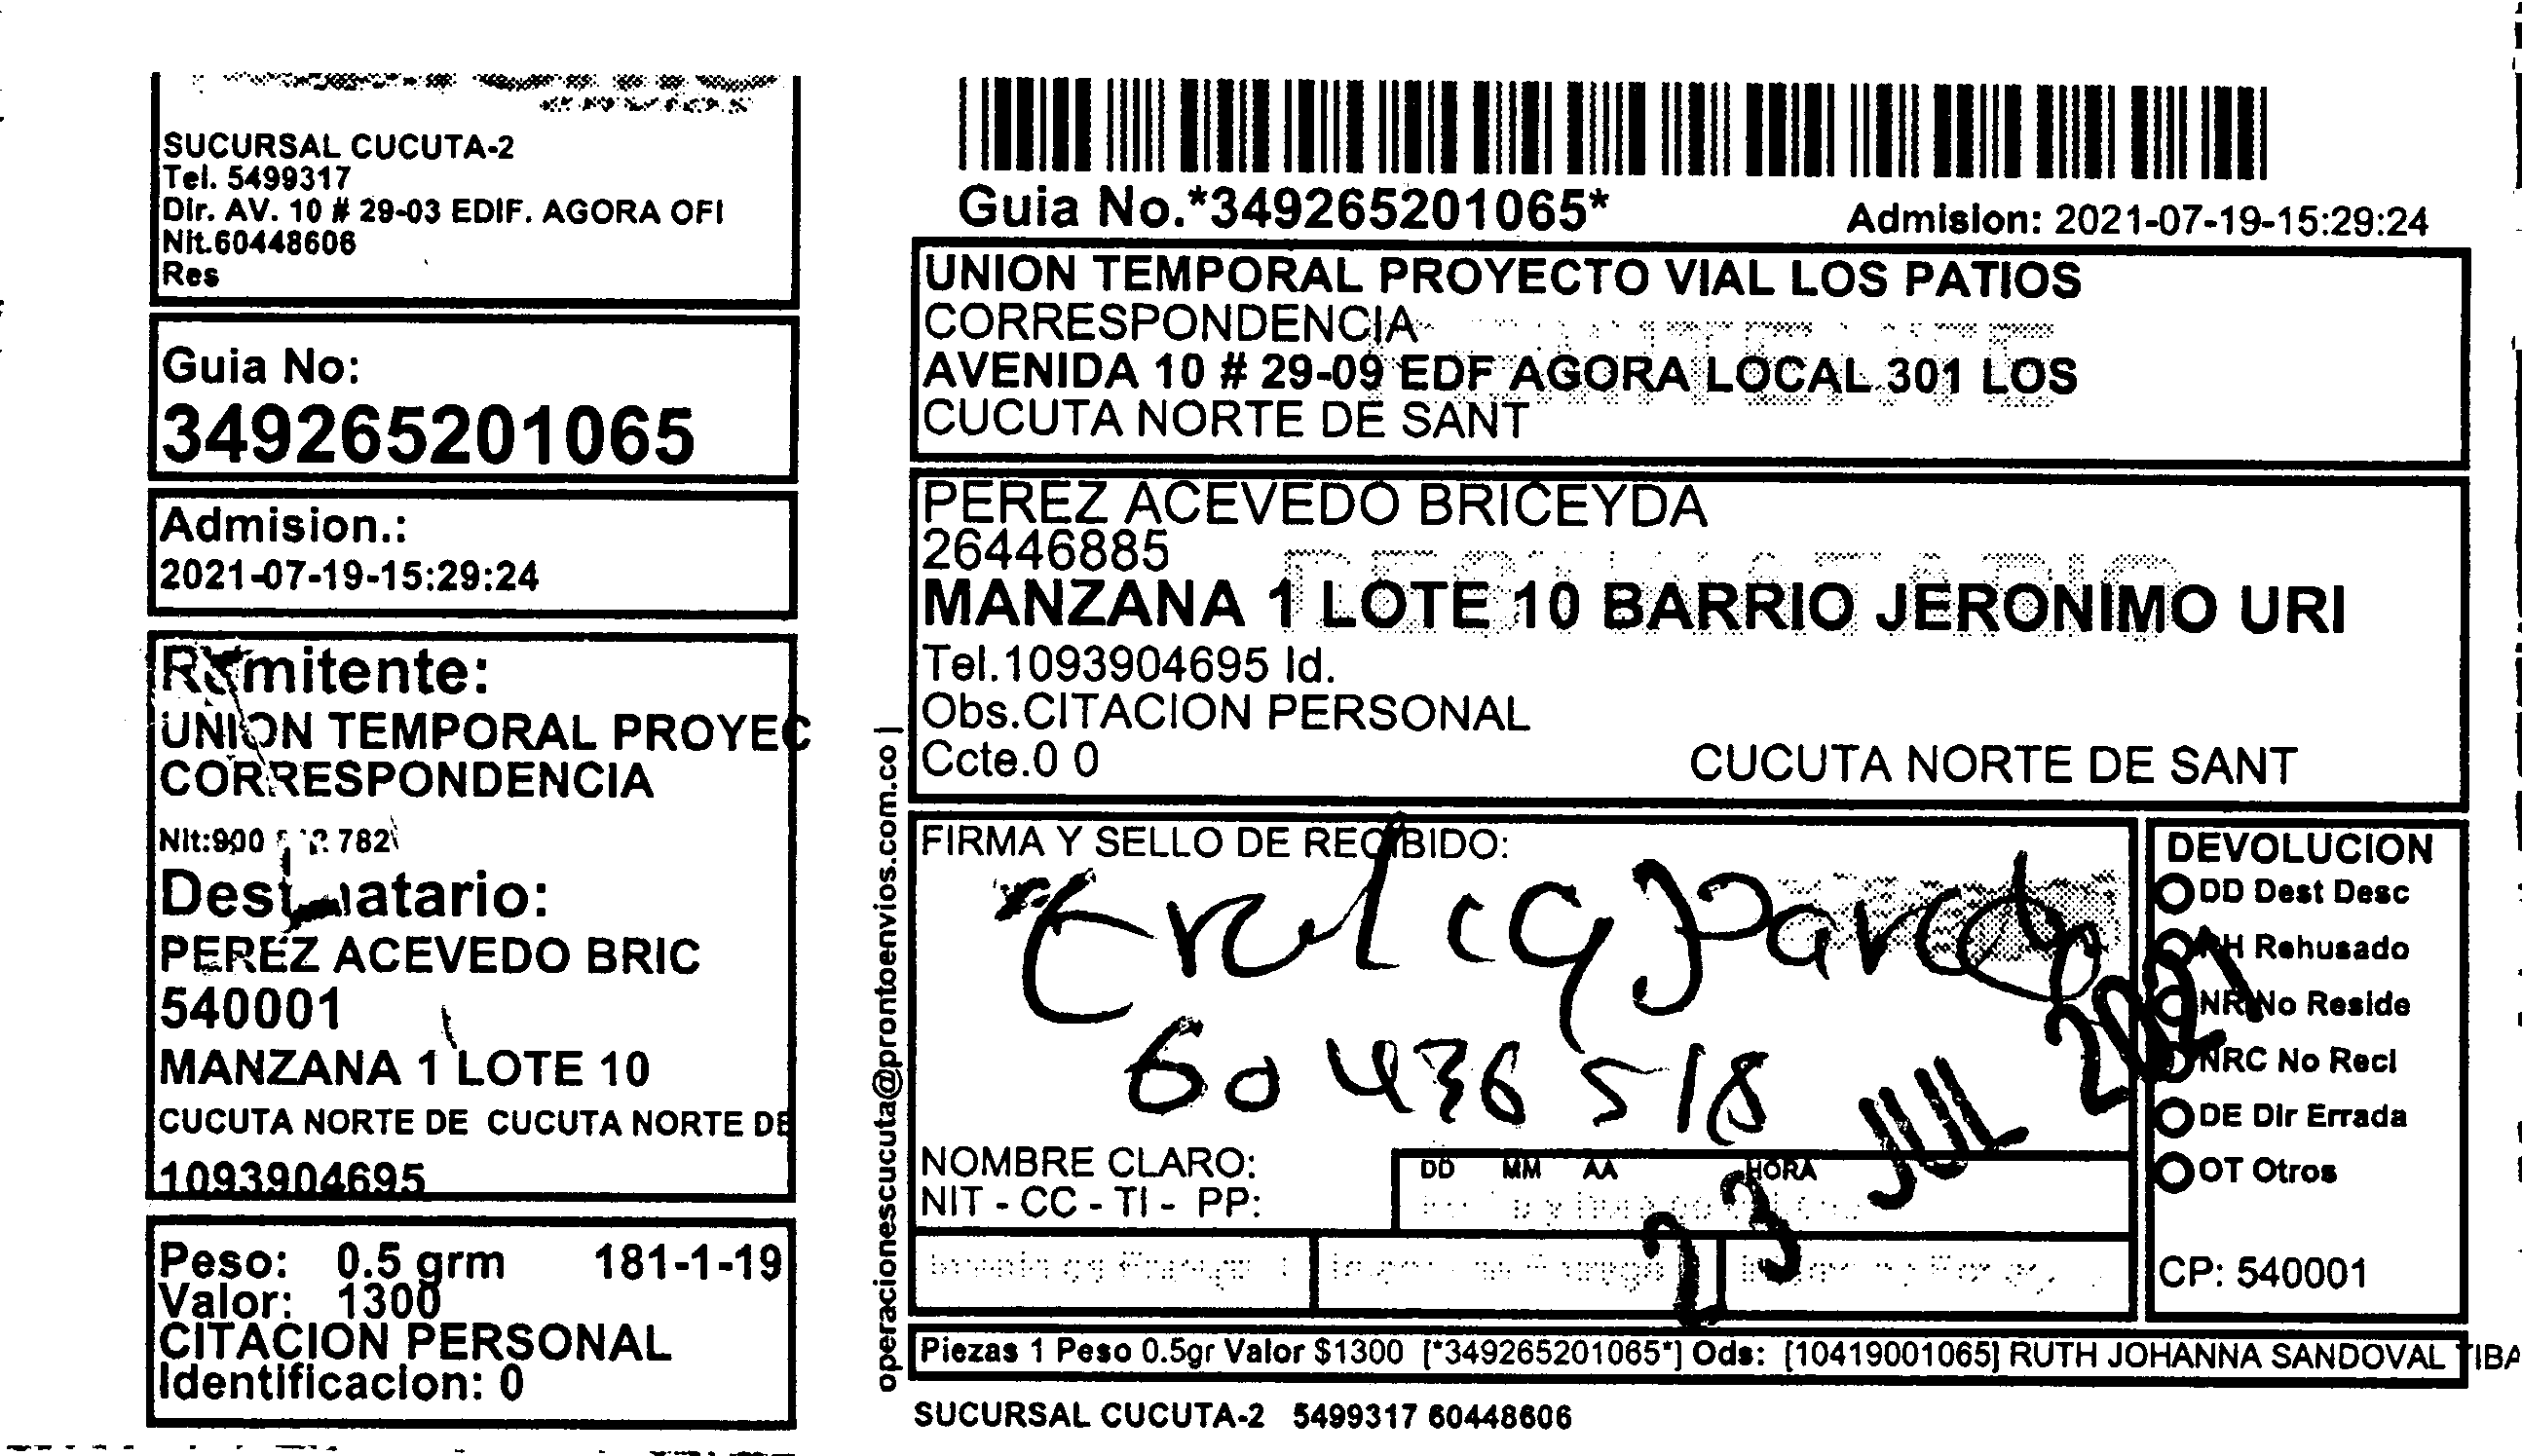 SUCURSAL CUCUTA-2
Tel. 5499317
Dir. AV. 10 # 29-03 EDIF. AGORA OFI
Nit.60448606
Res
Guia No:
349265201065
Admision.:
2021-07-19-15:29:24
Remitente:
UNION TEMPORAL PROYEC
CORRESPONDENCIA
Nit:900 782
Destinatario:
PEREZ ACEVEDO BRIC
540001
MANZANA 1 LOTE 10
CUCUTA NORTE DE CUCUTA NORTE DE
1093904695
Peso: 0.5 grm 181-1-19
Valor: 1300
CITACION PERSONAL
Identificacion: 0
operacionescucuta@prontoenvios.com.co |
Guia No.*349265201065*
Admision: 2021-07-19-15:29:24
UNION TEMPORAL PROYECTO VIAL LOS PATIOS
CORRESPONDENCIA
AVENIDA 10 # 29-09 EDF AGORA LOCAL 301 LOS
CUCUTA NORTE DE SANT
PEREZ ACEVEDO BRICEYDA
26446885
DESTINATARIO
MANZANA 1 LOTE 10 BARRIO JERONIMO URI
Tel.1093904695 Id.
Obs.CITACION PERSONAL
Ccte.0 0 CUCUTA NORTE DE SANT
FIRMA Y SELLO DE RECIBIDO:
60436518
23 JUL 2021
NOMBRE CLARO:
NIT - CC - TI - PP:
DD MM AA HORA
DEVOLUCION
DD Dest Desc
RH Rehusado
NR No Reside
NRC No Recl
DE Dir Errada
OT Otros
CP: 540001
Piezas 1 Peso 0.5gr Valor $1300 [*349265201065*] Ods: [10419001065] RUTH JOHANNA SANDOVAL TIBA
SUCURSAL CUCUTA-2 5499317 60448606